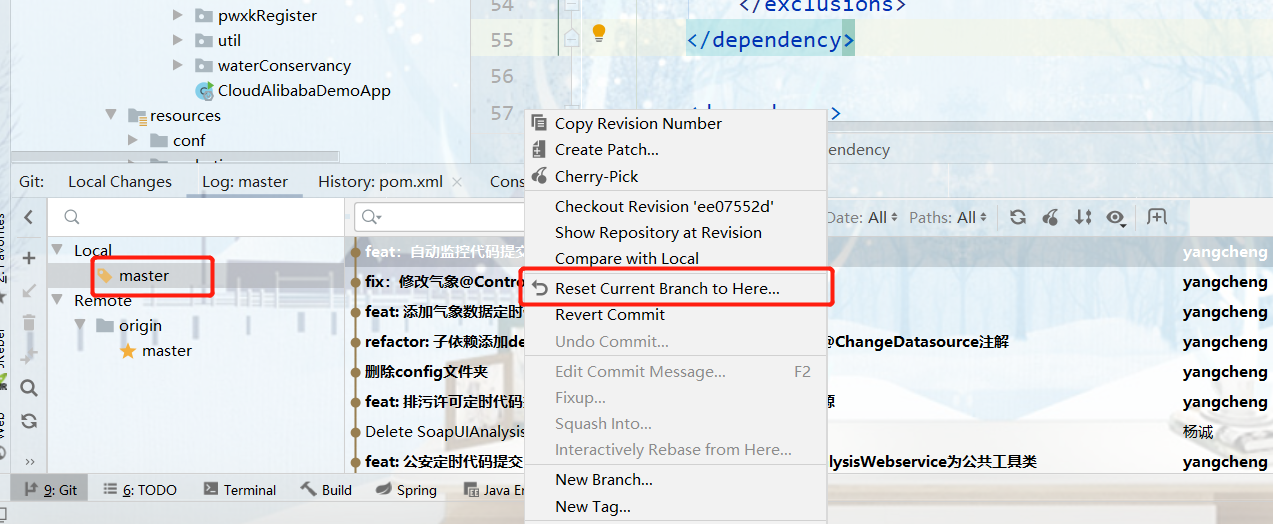 54
</exclusions>
pwxkRegister
util
55
</dependency>
waterConservancy
56
CloudAlibabaDemoApp
resources
57
conf
Copy Revision Number
Create Patch...
endency
Git:
Local Changes
Log: master
History: pom.xml
Cons
Cherry-Pick
Checkout Revision 'ee07552d'
Date: All
Paths: All
Show Repository at Revision
Local
feat: 自动监控代码提交
Compare with Local
yangcheng
master
fix: 修改气象@Contro
Reset Current Branch to Here...
yangcheng
Remote
feat: 添加气象数据定时
Revert Commit
yangcheng
origin
refactor: 子依赖添加de
Undo Commit...
@ChangeDatasource注解
yangcheng
master
删除config文件夹
Edit Commit Message...
F2
yangcheng
feat: 排污许可定时代码
Fixup...
源
yangcheng
Delete SoapUIAnalysis
Squash Into...
杨诚
feat: 公安定时代码提交
Interactively Rebase from Here...
alysisWebservice为公共工具类
yangcheng
New Branch...
9: Git
6: TODO
Terminal
Build
Spring
Java En
New Tag...